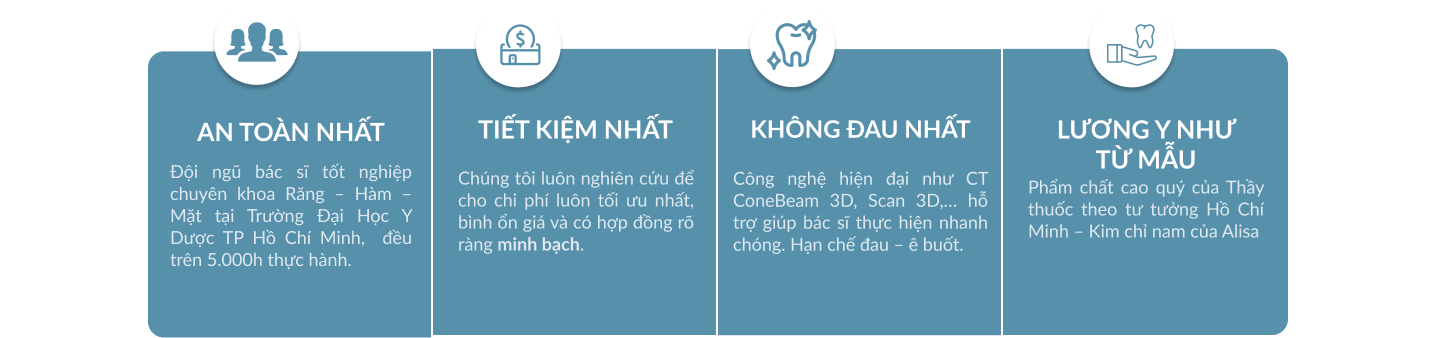 AN TOÀN NHẤT
Đội ngũ bác sĩ tốt nghiệp
chuyên khoa Răng – Hàm –
Mặt tại Trường Đại Học Y
Dược TP Hồ Chí Minh, đều
trên 5.000h thực hành.
TIẾT KIỆM NHẤT
Chúng tôi luôn nghiên cứu để
cho chi phí luôn tối ưu nhất,
bình ổn giá và có hợp đồng rõ
ràng minh bạch.
KHÔNG ĐAU NHẤT
Công nghệ hiện đại như CT
ConeBeam 3D, Scan 3D,... hỗ
trợ giúp bác sĩ thực hiện nhanh
chóng. Hạn chế đau – ê buốt.
LƯƠNG Y NHƯ
TỪ MẪU
Phẩm chất cao quý của Thầy
thuốc theo tư tưởng Hồ Chí
Minh – Kim chỉ nam của Alisa